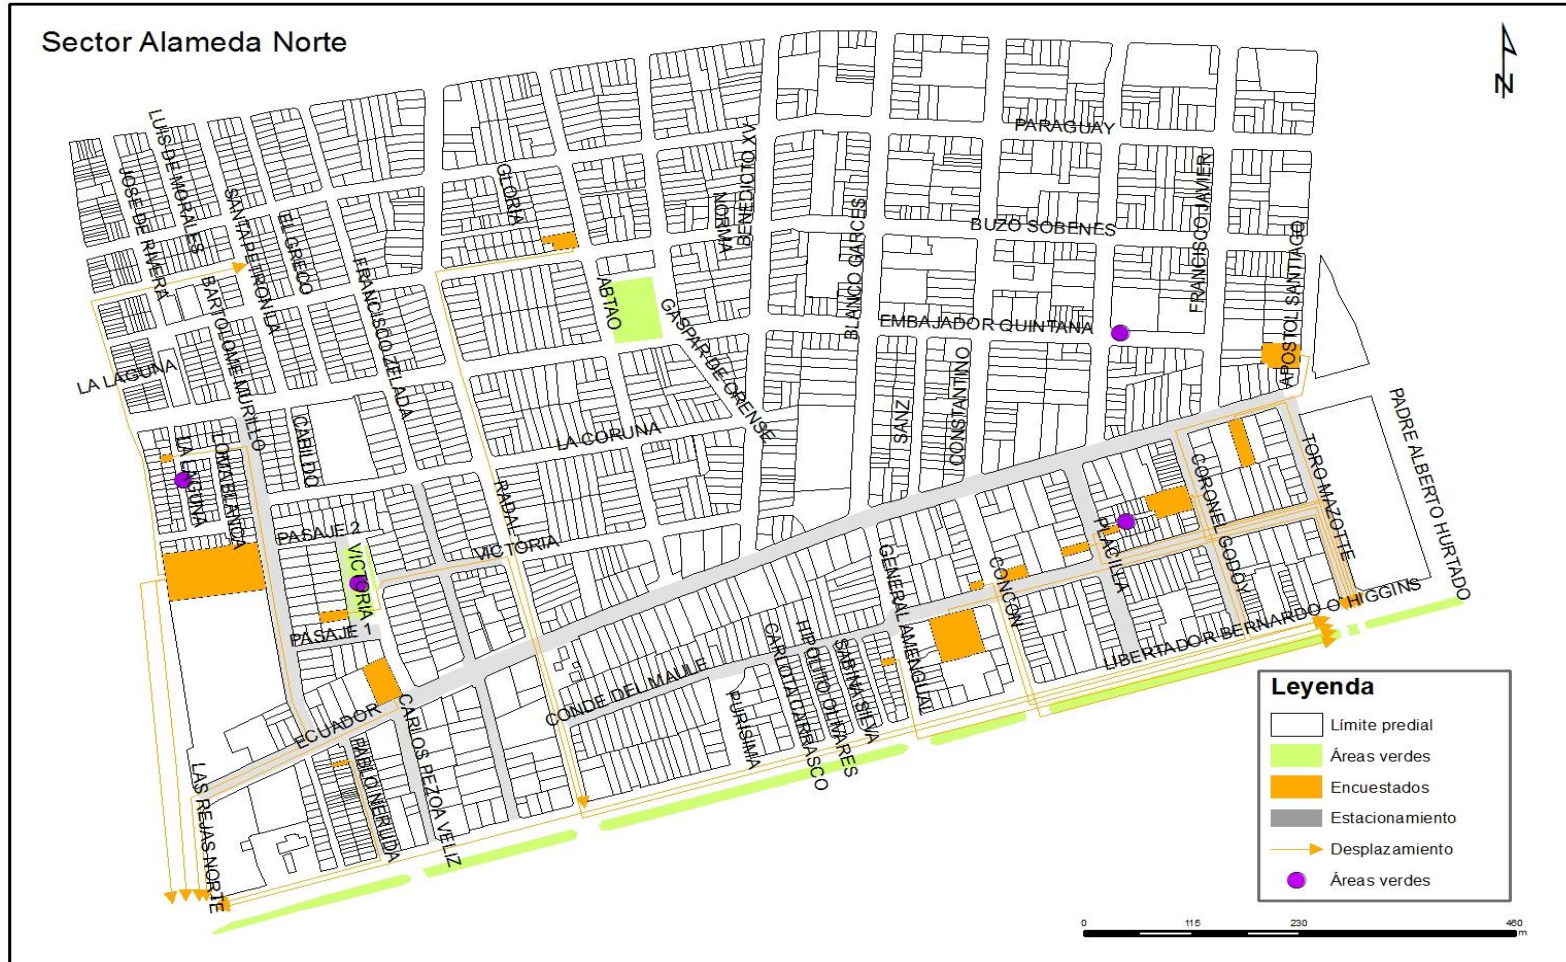 Sector Alameda Norte
N
PARAGUAY
LUIS DE MORALES
JOSE DE RIVERA
SANTA PETRONILA
EL GRECO
GLORIA
NORMA
BENEDICTO XV
BLANCO GARCES
BUZO SOBENES
FRANCISCO JAVIER
APOSTOL SANTIAGO
BARTOLOME MURILLO
FRANCISCO ZELADA
ABTAO
GASPAR DE ORENSE
EMBAJADOR QUINTANA
LA LAGUNA
CABILDO
LA CORUNA
SANZ
CONSTANTINO
PADRE ALBERTO HURTADO
LA LAGUNA
LOMA BLANCA
RADAL
CORONEL GODOY
TORO MAZOTTE
PASAJE 2
VICTORIA
VICTORIA
PLACILLA
GENERAL AMENGUAL
CONCON
PASAJE 1
CONDE DEL MAULE
CARLOTA CARRASCO
HIPOLITO OLIVARES
SABINA SILVA
LIBERTADOR BERNARDO O´HIGGINS
PURISIMA
ECUADOR
CARLOS PEZOA VELIZ
PABLO NERUDA
LAS REJAS NORTE
Leyenda
Límite predial
Áreas verdes
Encuestados
Estacionamiento
Desplazamiento
Áreas verdes
0 115 230 460
m